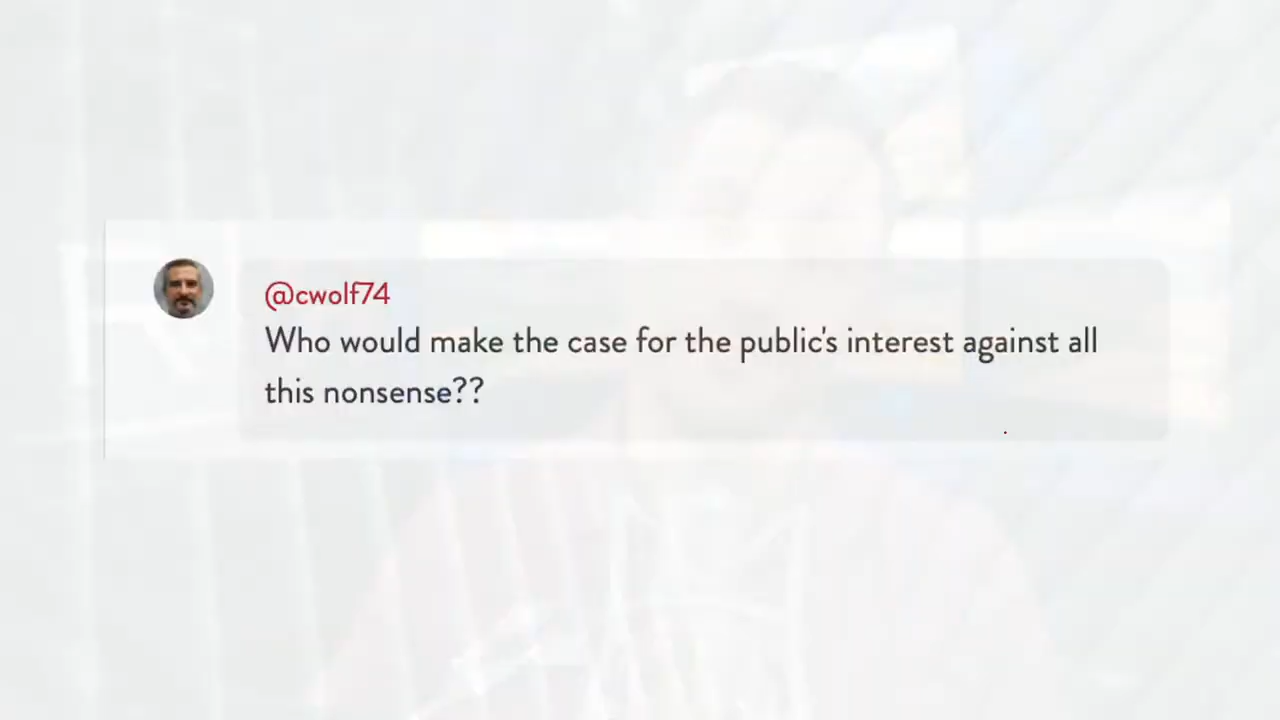 @cwolf74
Who would make the case for the public's interest against all
this nonsense??